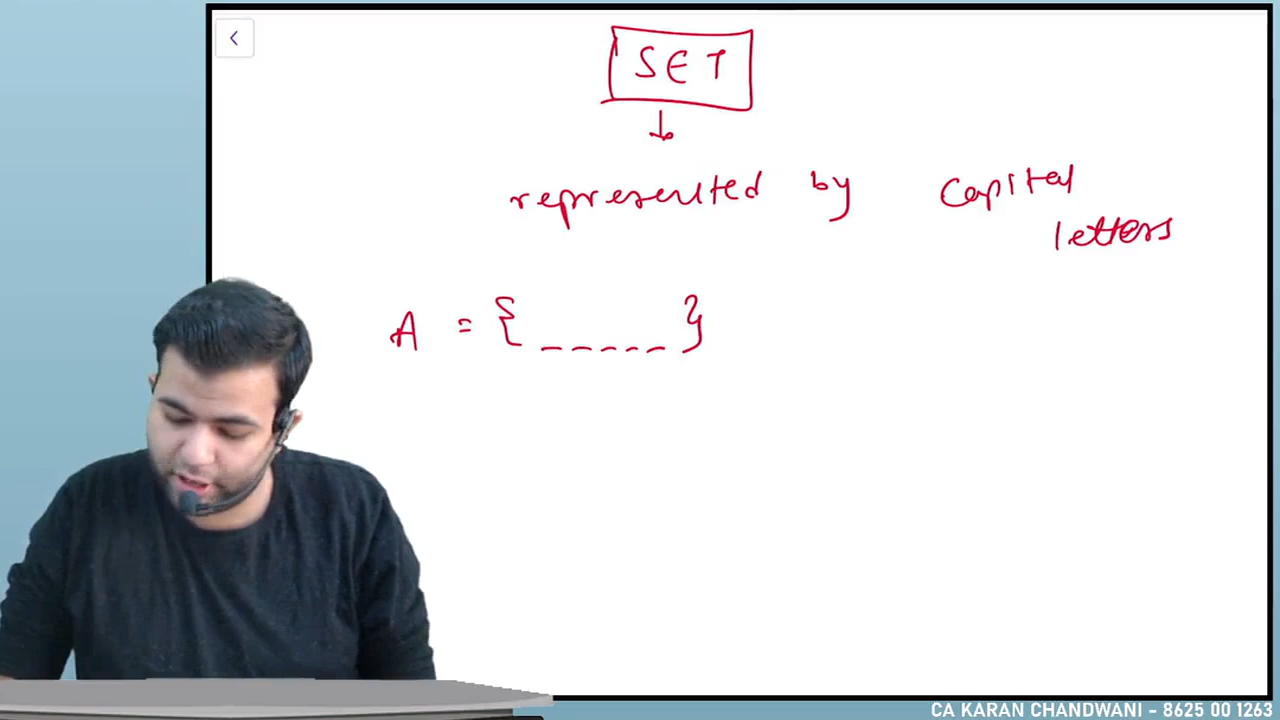 SET
represented by Capital
letters
A = { _ _ _ _ _ }
CA KARAN CHANDWANI - 8625 00 1263